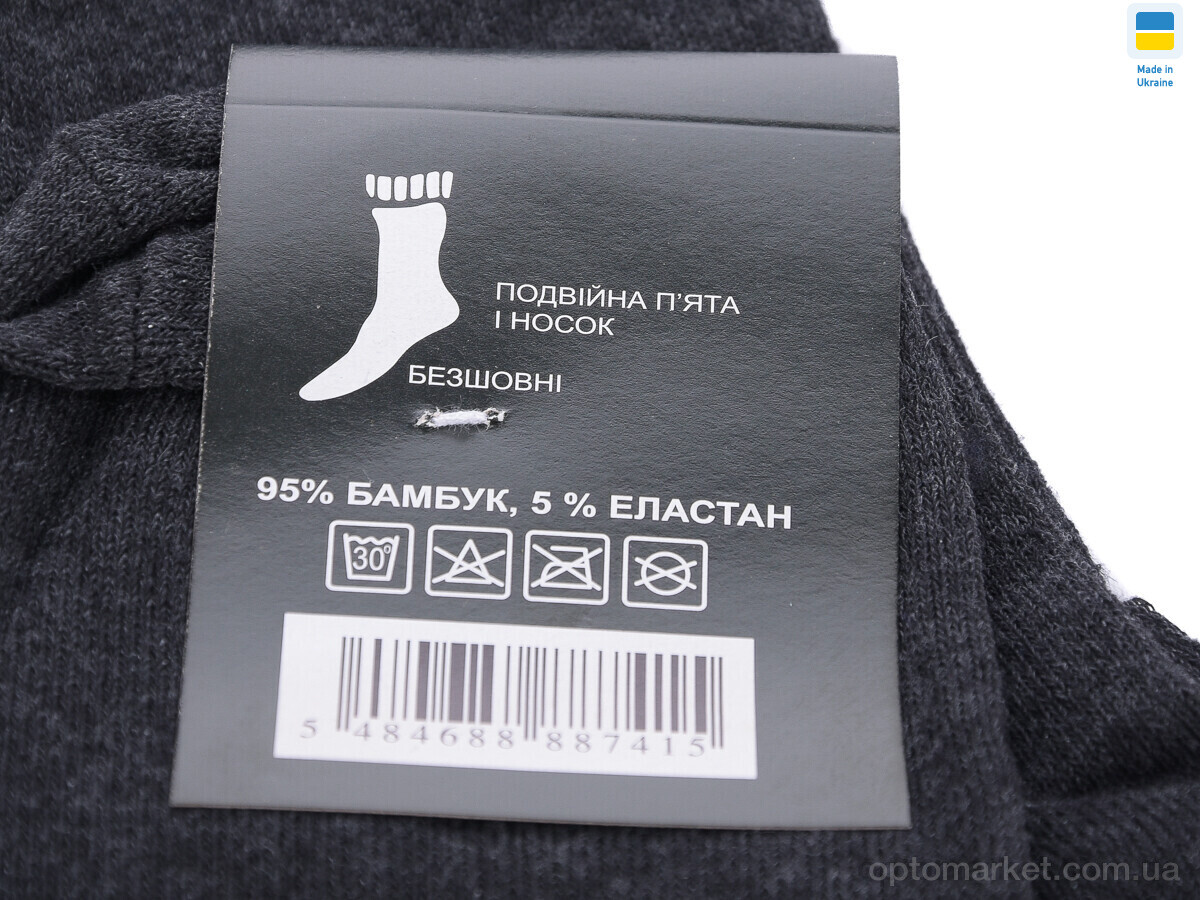 Made in
Ukraine
ПОДВІЙНА П'ЯТА
І НОСОК
БЕЗШОВНІ
95% БАМБУК, 5 % ЕЛАСТАН
30°
5 484688 887415
optomarket.com.ua